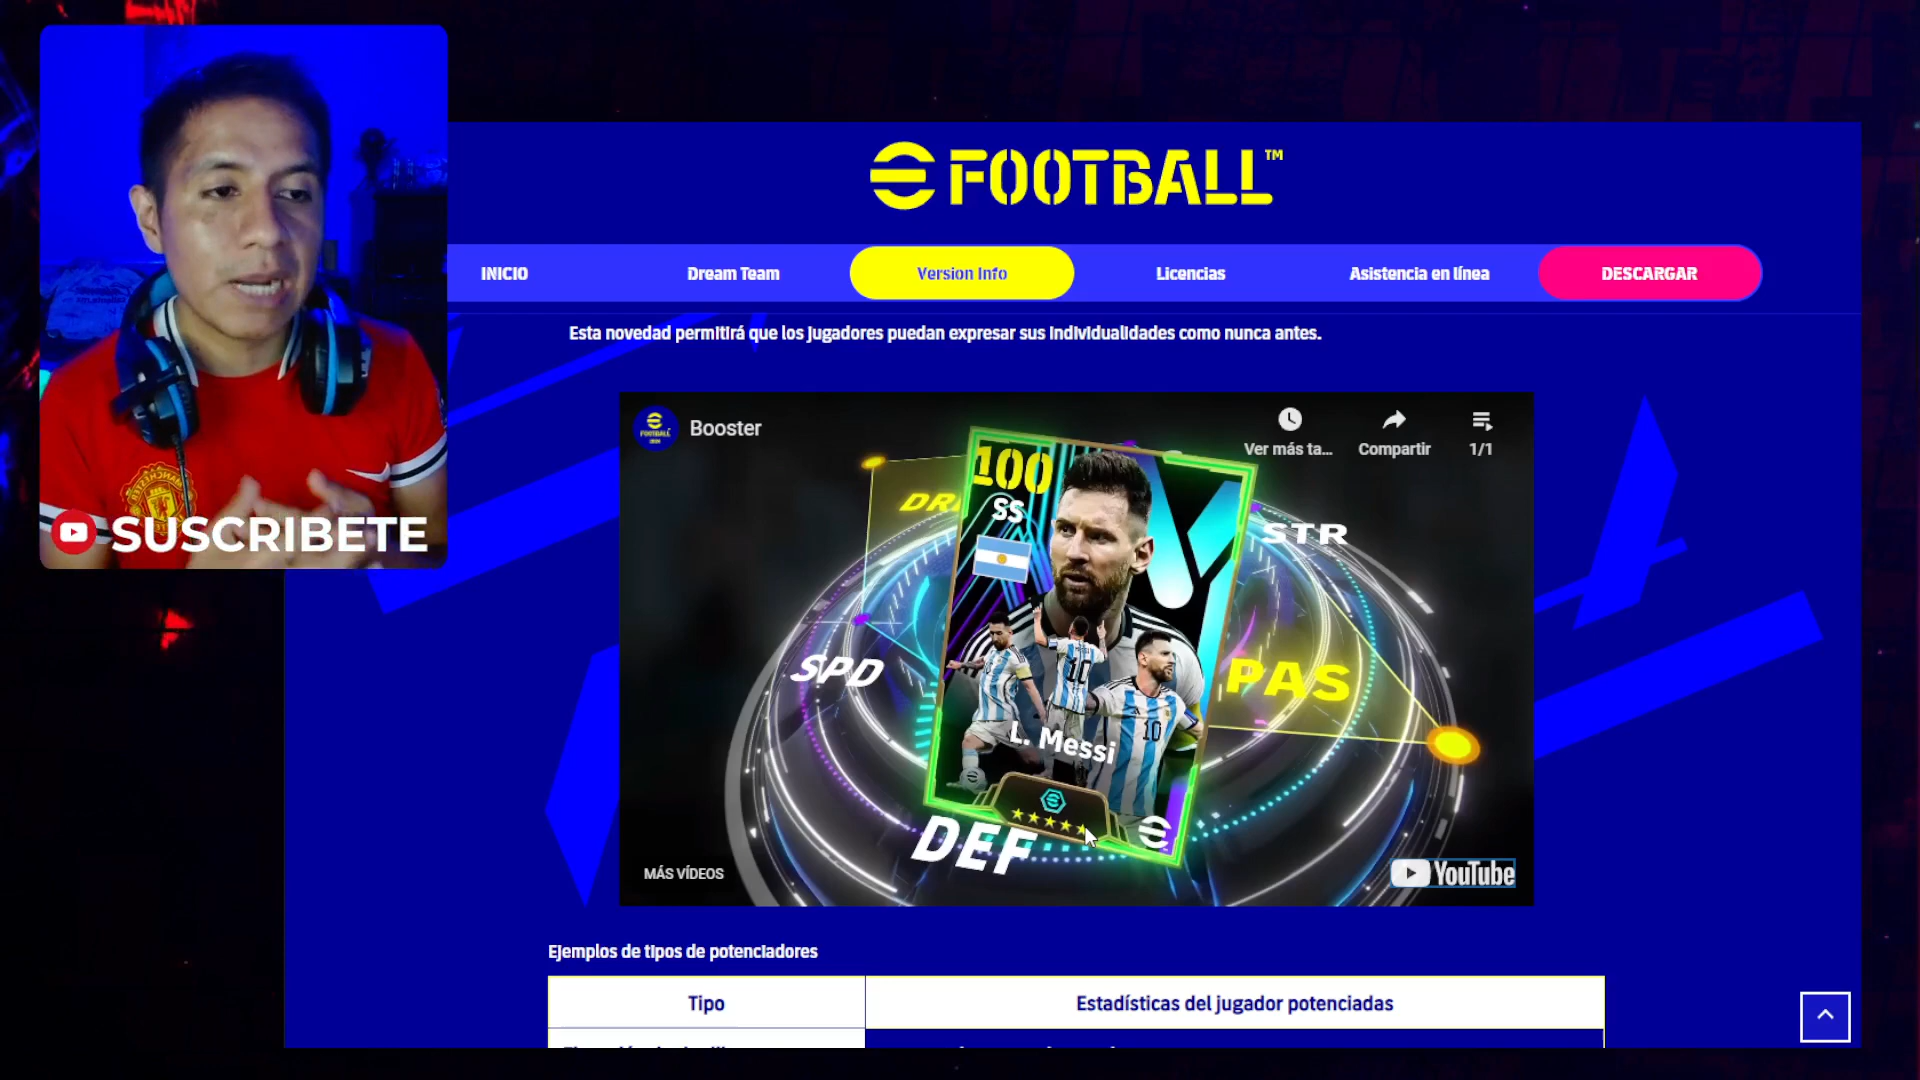 SUSCRIBETE
FOOTBALL™
INICIO
Dream Team
Version Info
Licencias
Asistencia en línea
DESCARGAR
Esta novedad permitirá que los jugadores puedan expresar sus individualidades como nunca antes.
Booster
Ver más ta...
Compartir
1/1
100
SS
STR
SPD
PAS
10
10
L. Messi
DEF
MÁS VÍDEOS
YouTube
Ejemplos de tipos de potenciadores
Tipo
Estadísticas del jugador potenciadas